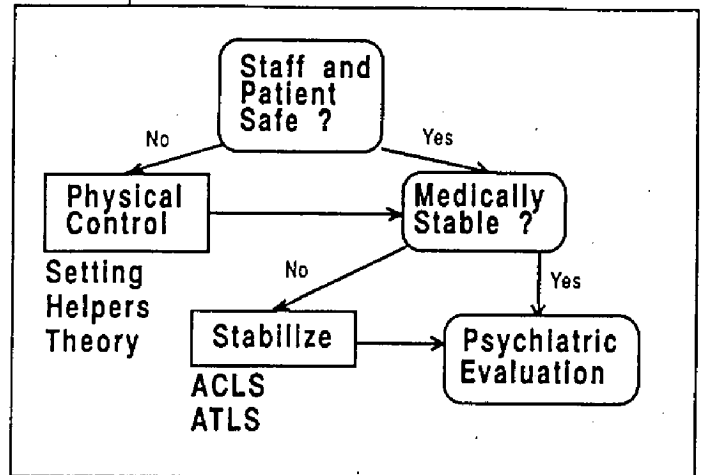 Staff and
Patient
Safe ?
No
Yes
Physical
Control
Medically
Stable ?
Setting
Helpers
Theory
No
Yes
Stabilize
Psychiatric
Evaluation
ACLS
ATLS